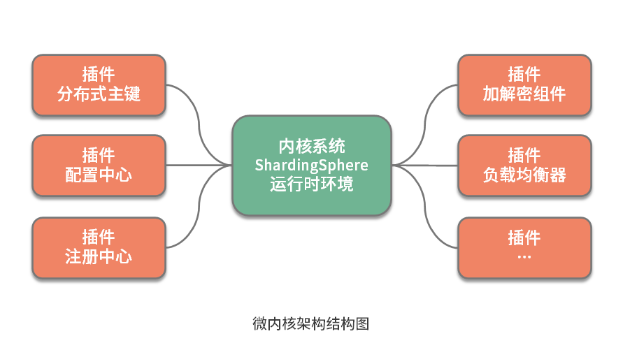 插件
分布式主键
插件
配置中心
插件
注册中心
内核系统
ShardingSphere
运行时环境
插件
加解密组件
插件
负载均衡器
插件
...
微内核架构结构图